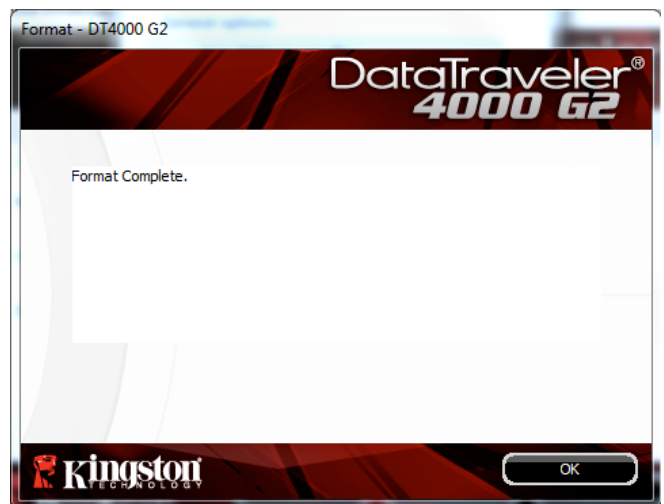 Format - DT4000 G2
DataTraveler®
4000 G2
Format Complete.
Kingston
TECHNOLOGY
OK